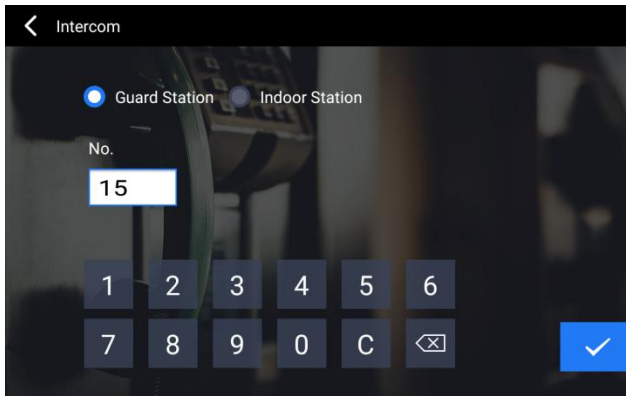 Intercom
Guard Station Indoor Station
No.
15
1 2 3 4 5 6
7 8 9 0 C